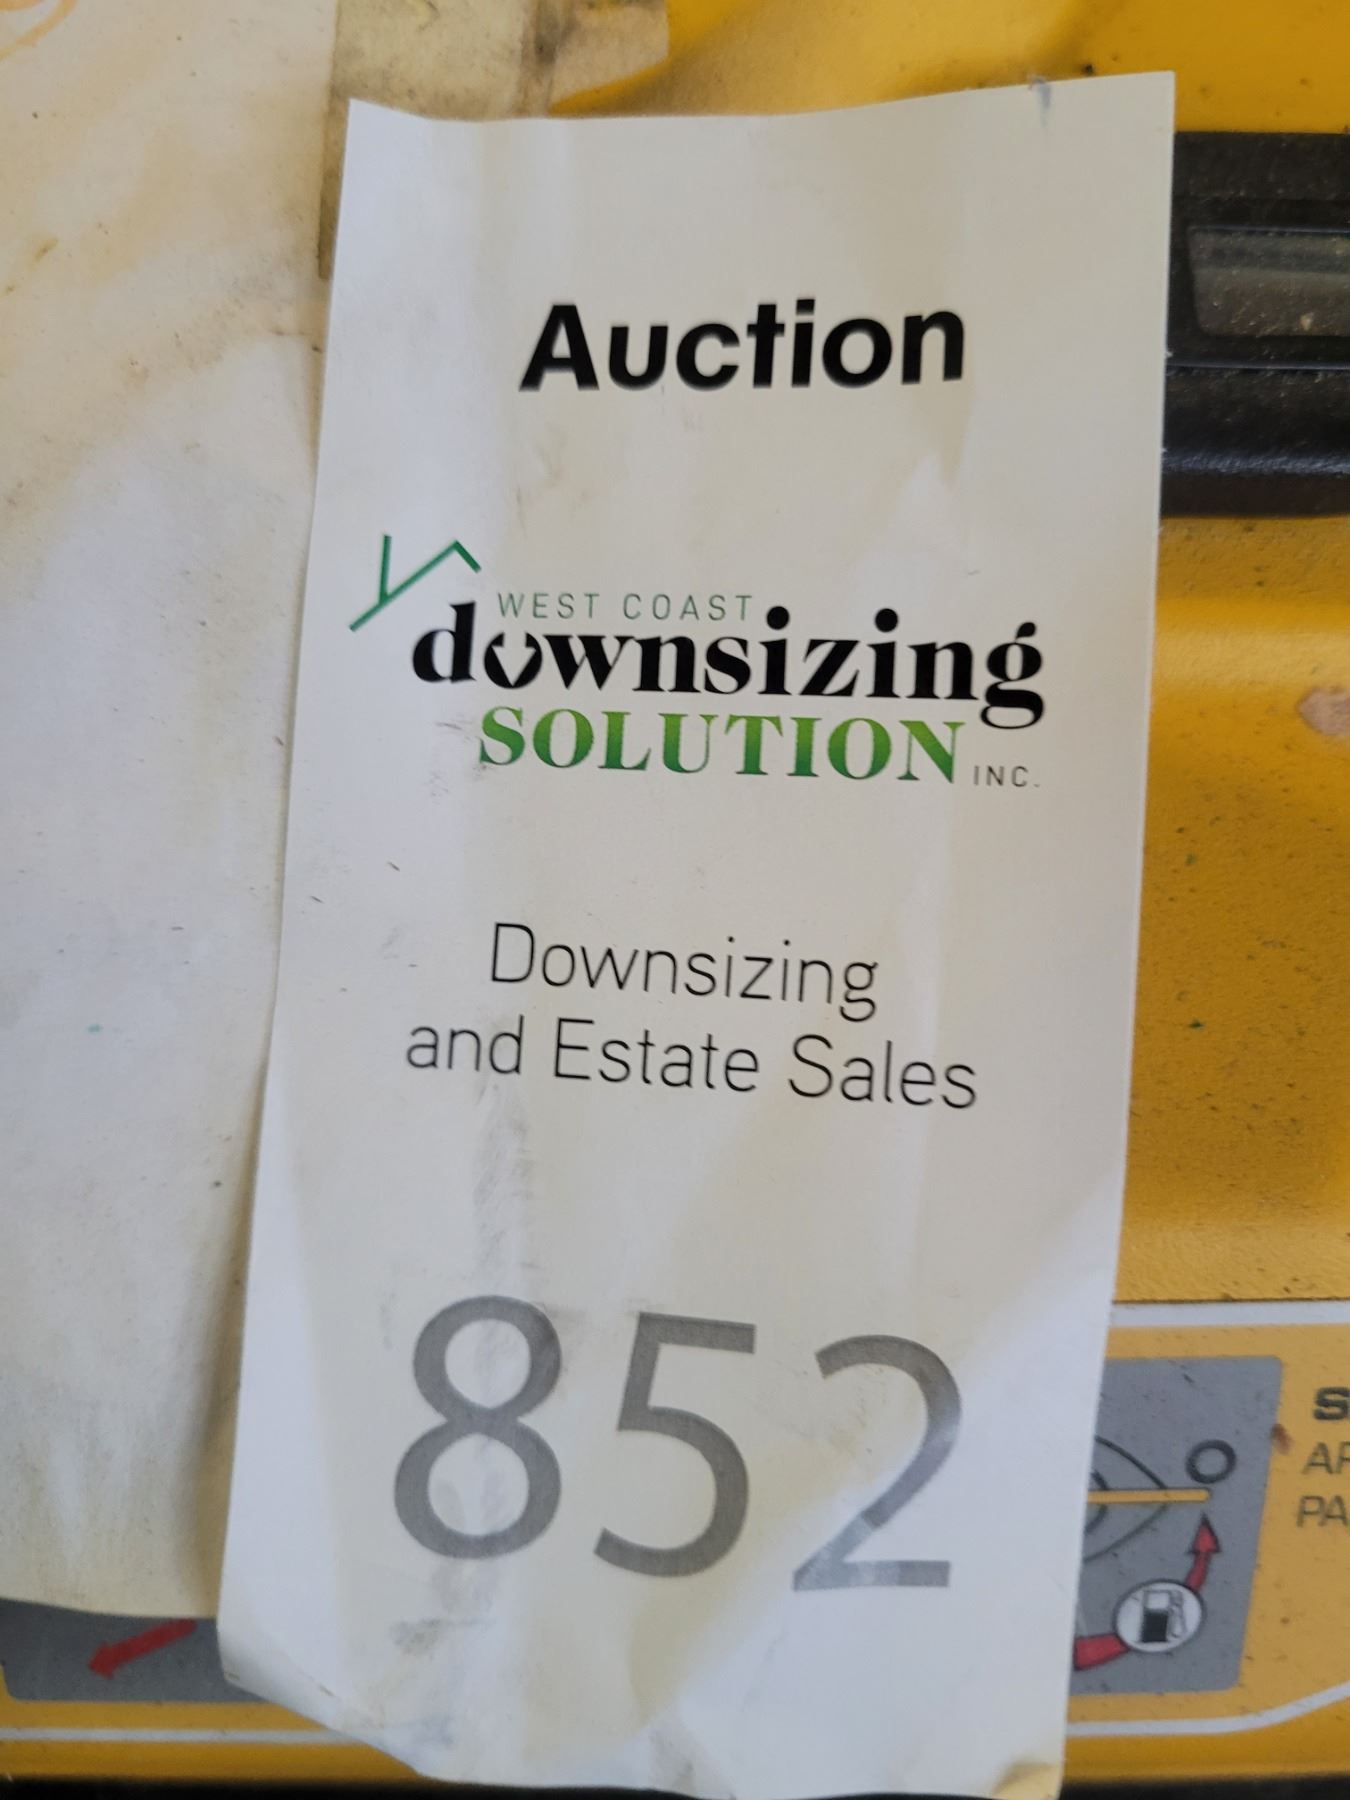 Auction
WEST COAST
downsizing
SOLUTION INC.
Downsizing
and Estate Sales
852